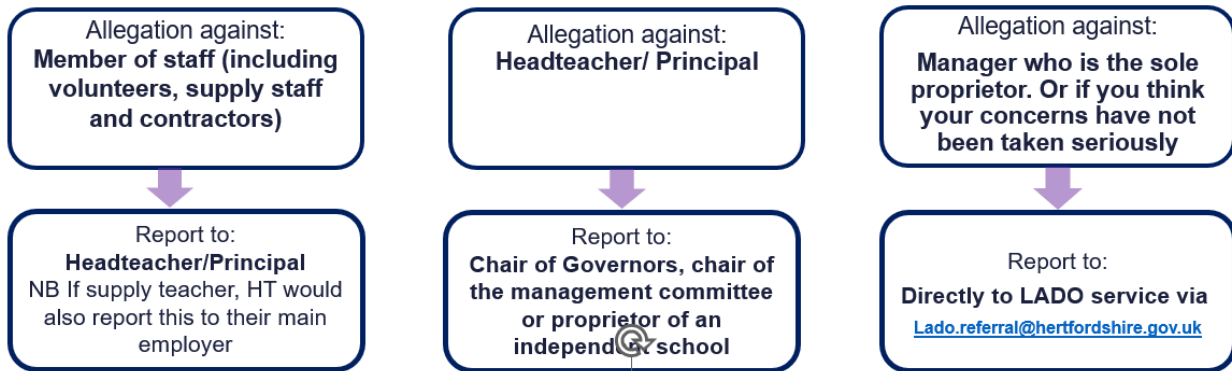 Allegation against:
Member of staff (including
volunteers, supply staff
and contractors)
Report to:
Headteacher/Principal
NB If supply teacher, HT would
also report this to their main
employer
Allegation against:
Headteacher/ Principal
Report to:
Chair of Governors, chair of
the management committee
or proprietor of an
independent school
Allegation against:
Manager who is the sole
proprietor. Or if you think
your concerns have not
been taken seriously
Report to:
Directly to LADO service via
Lado.referral@hertfordshire.gov.uk